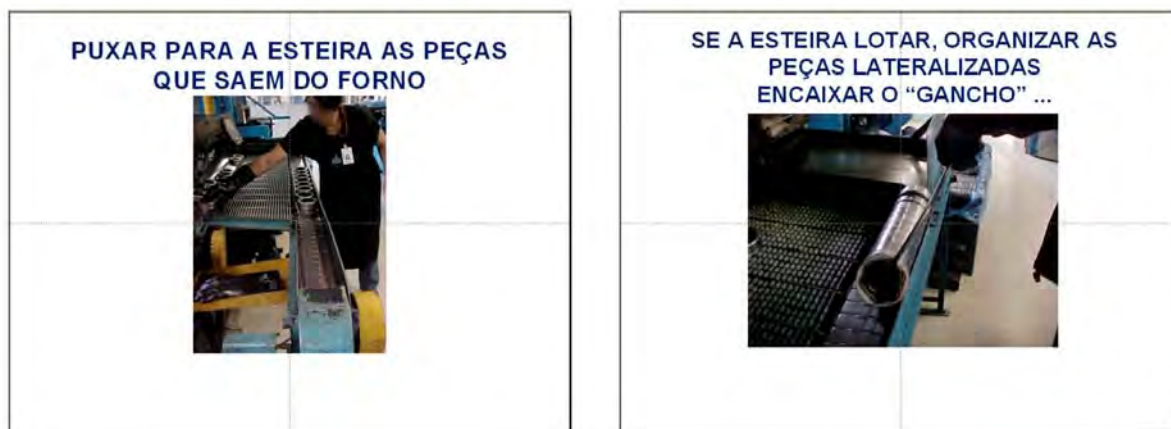 PUXAR PARA A ESTEIRA AS PEÇAS
QUE SAEM DO FORNO
SE A ESTEIRA LOTAR, ORGANIZAR AS
PEÇAS LATERALIZADAS
ENCAIXAR O “GANCHO” ...